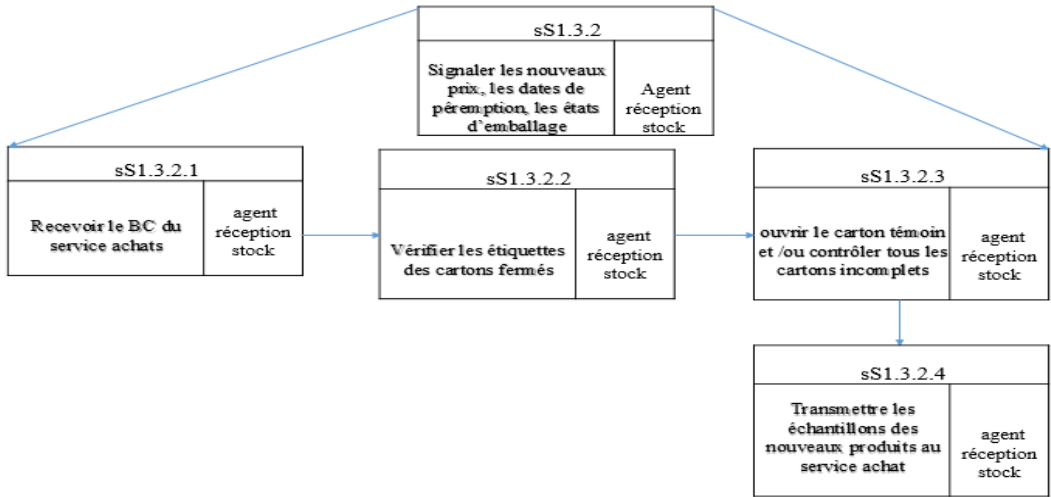 sS1.3.2
Signaler les nouveaux
prix, les dates de
péremption, les états
d'emballage
Agent
réception
stock
sS1.3.2.1
Recevoir le BC du
service achats
agent
réception
stock
sS1.3.2.2
Vérifier les étiquettes
des cartons fermés
agent
réception
stock
sS1.3.2.3
ouvrir le carton témoin
et /ou contrôler tous les
cartons incomplets
agent
réception
stock
sS1.3.2.4
Transmettre les
échantillons des
nouveaux produits au
service achat
agent
réception
stock